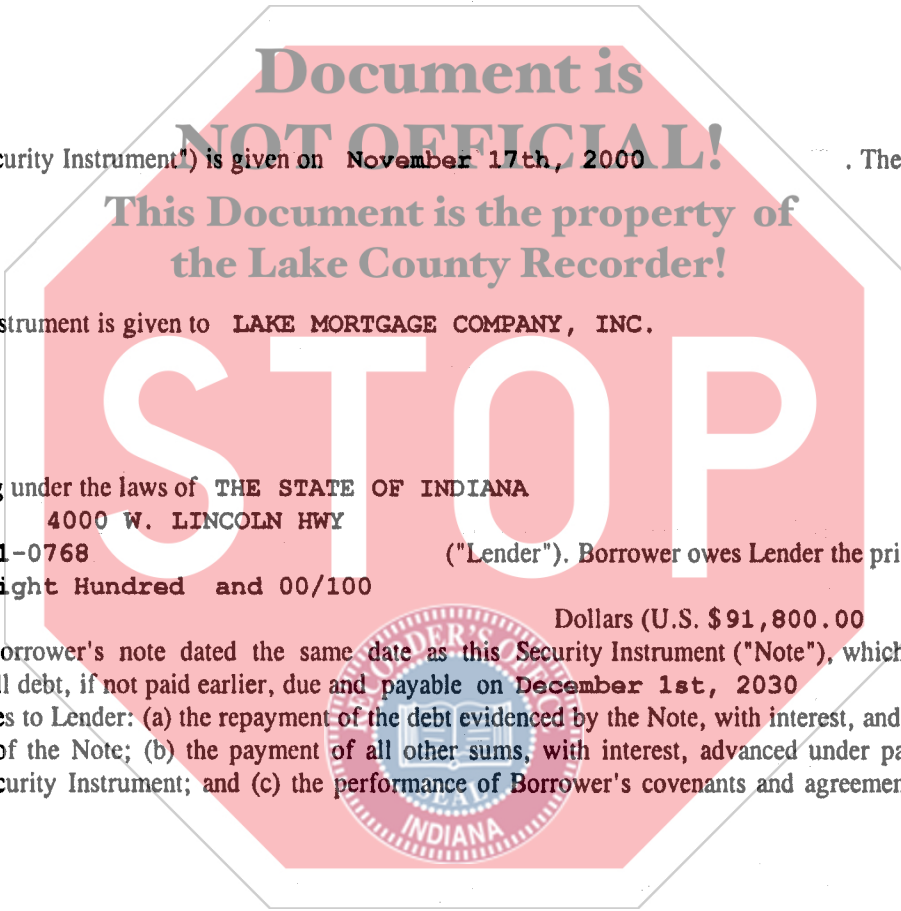 Document is
NOT OFFICIAL!
curity Instrument") is given on November 17th, 2000 . The
This Document is the property of
the Lake County Recorder!
strument is given to LAKE MORTGAGE COMPANY, INC.
STOP
under the laws of THE STATE OF INDIANA
4000 W. LINCOLN HWY
1-0768 ("Lender"). Borrower owes Lender the pri
ight Hundred and 00/100
Dollars (U.S. $91,800.00
orrower's note dated the same date as this Security Instrument ("Note"), which
l debt, if not paid earlier, due and payable on December 1st, 2030
s to Lender: (a) the repayment of the debt evidenced by the Note, with interest, and
of the Note; (b) the payment of all other sums, with interest, advanced under pa
curity Instrument; and (c) the performance of Borrower's covenants and agreemen
RECORDER'S OFFICE
SEAL
INDIANA